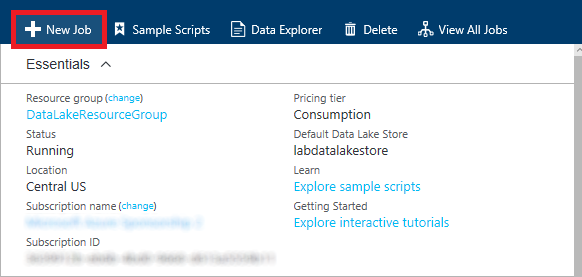 New Job Sample Scripts Data Explorer Delete View All Jobs
Essentials
Resource group (change)
DataLakeResourceGroup
Status
Running
Location
Central US
Subscription name (change)
Subscription ID
Pricing tier
Consumption
Default Data Lake Store
labdatalakestore
Learn
Explore sample scripts
Getting Started
Explore interactive tutorials